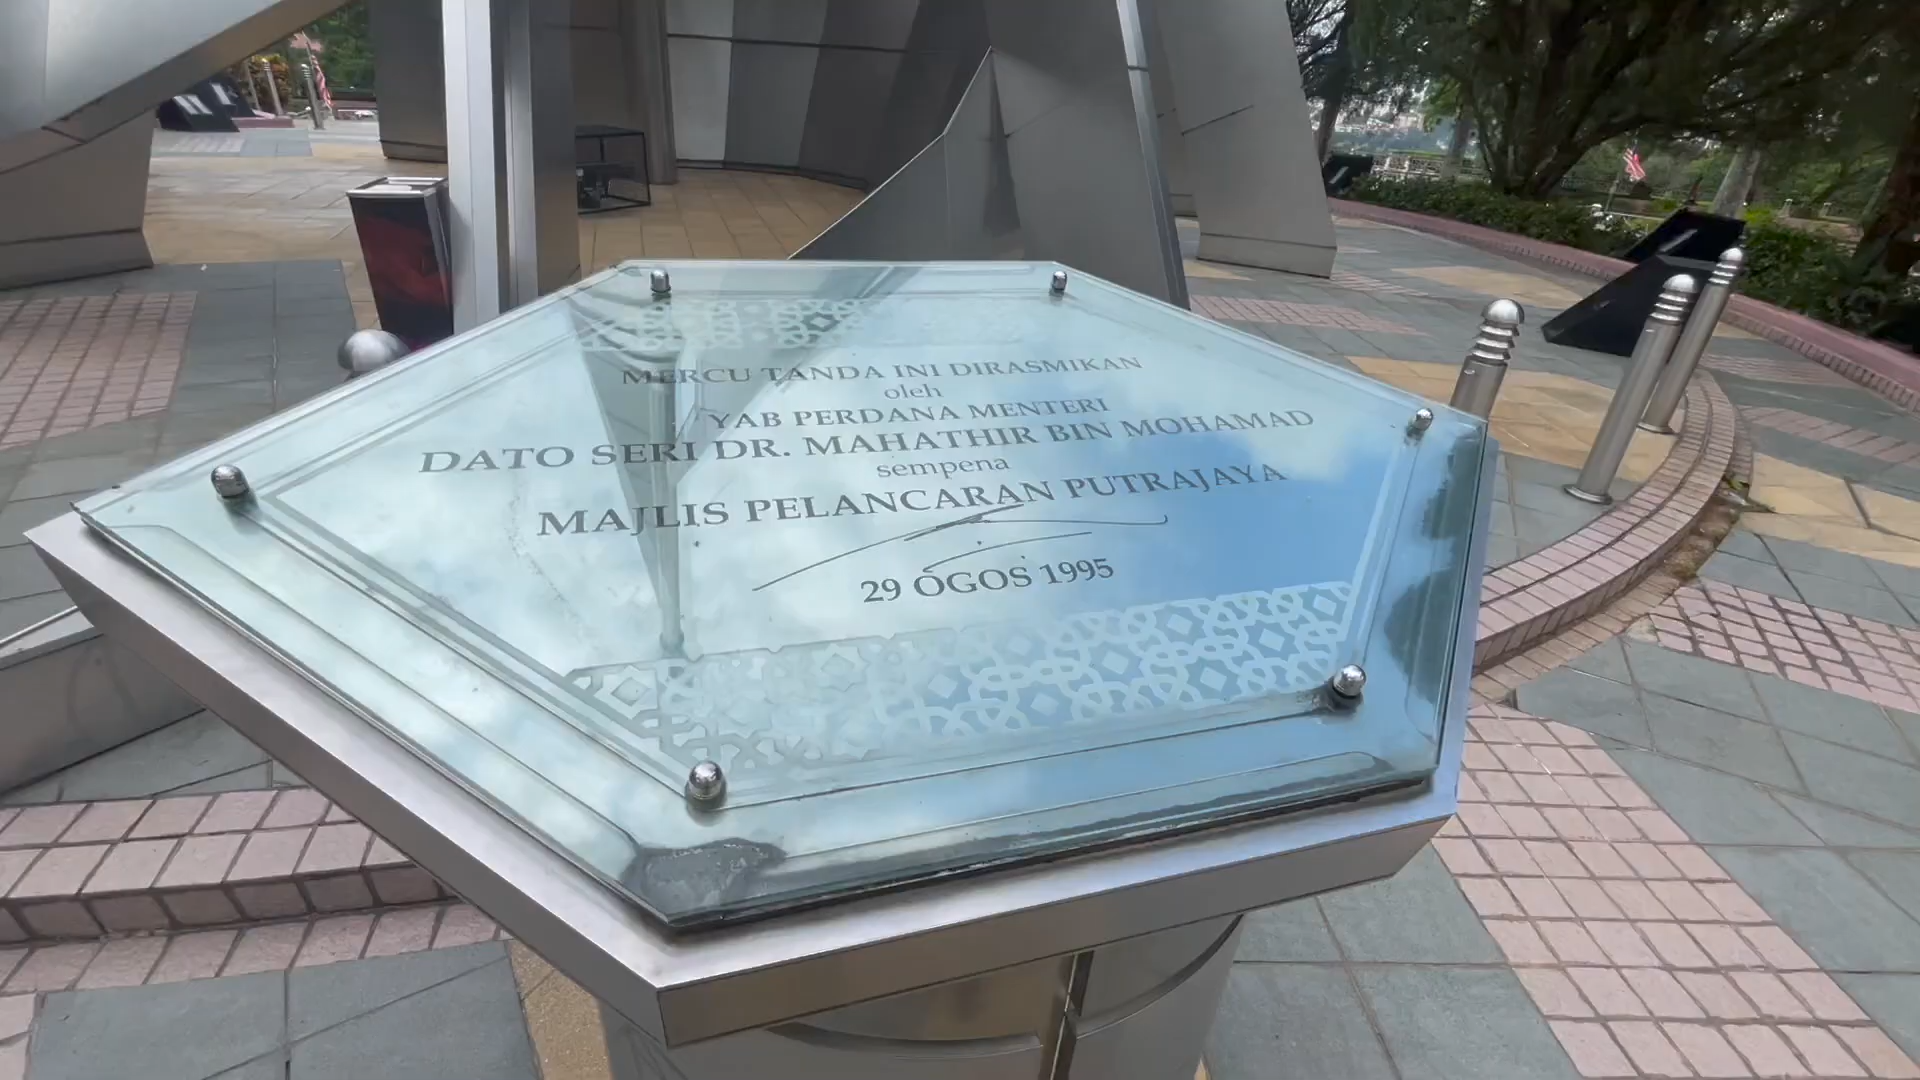 MERCU TANDA INI DIRASMIKAN
oleh
YAB PERDANA MENTERI
DATO SERI DR. MAHATHIR BIN MOHAMAD
sempena
MAJLIS PELANCARAN PUTRAJAYA
29 OGOS 1995